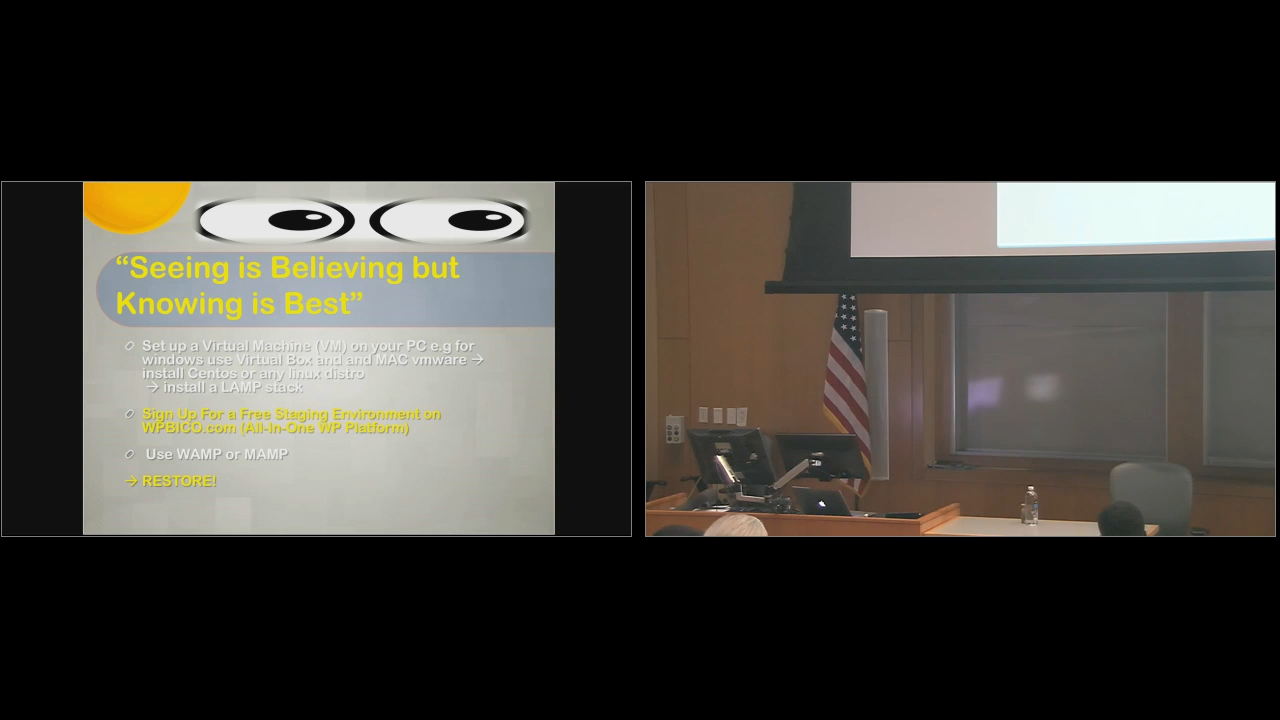 “Seeing is Believing but
Knowing is Best”
Set up a Virtual Machine (VM) on your PC e.g for
windows use Virtual Box and and MAC vmware →
install Centos or any linux distro
→ install a LAMP stack
Sign Up For a Free Staging Environment on
WPBICO.com (All-In-One WP Platform)
Use WAMP or MAMP
→ RESTORE!